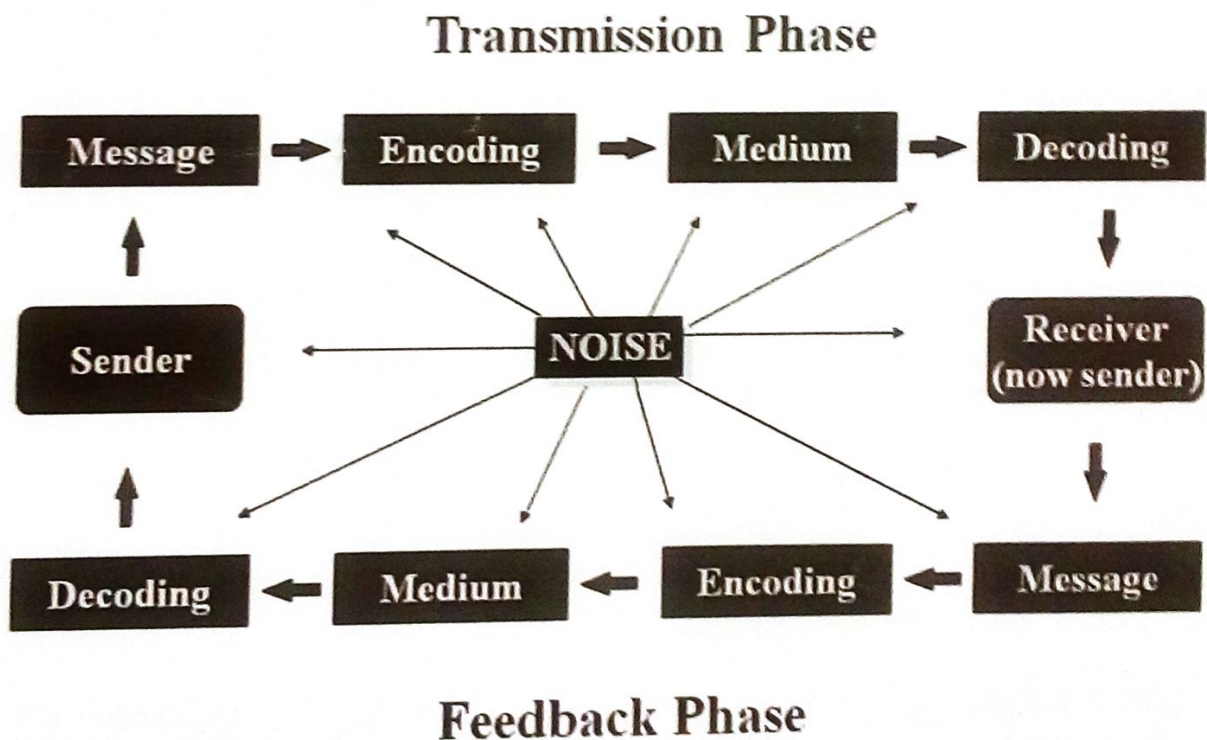 Transmission Phase
Message
Encoding
Medium
Decoding
Sender
NOISE
Receiver
(now sender)
Decoding
Medium
Encoding
Message
Feedback Phase